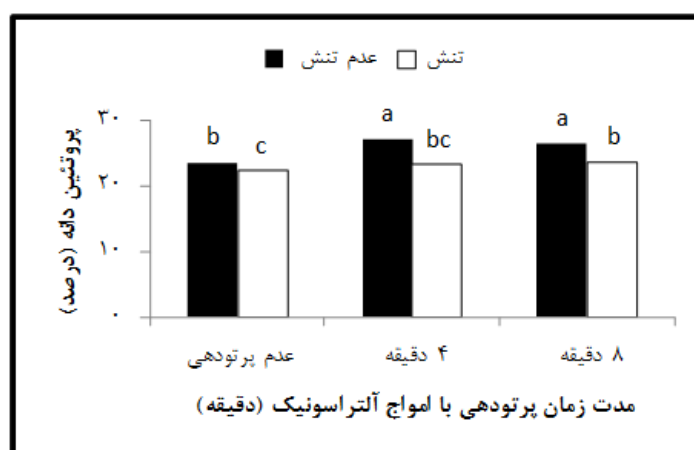 عدم تنش تنش
پروتئین دانه (درصد)
۳۰
۲۰
۱۰
۰
b c a bc a b
عدم پرتودهی ۴ دقیقه ۸ دقیقه
مدت زمان پرتودهی با امواج آلتراسونیک (دقیقه)